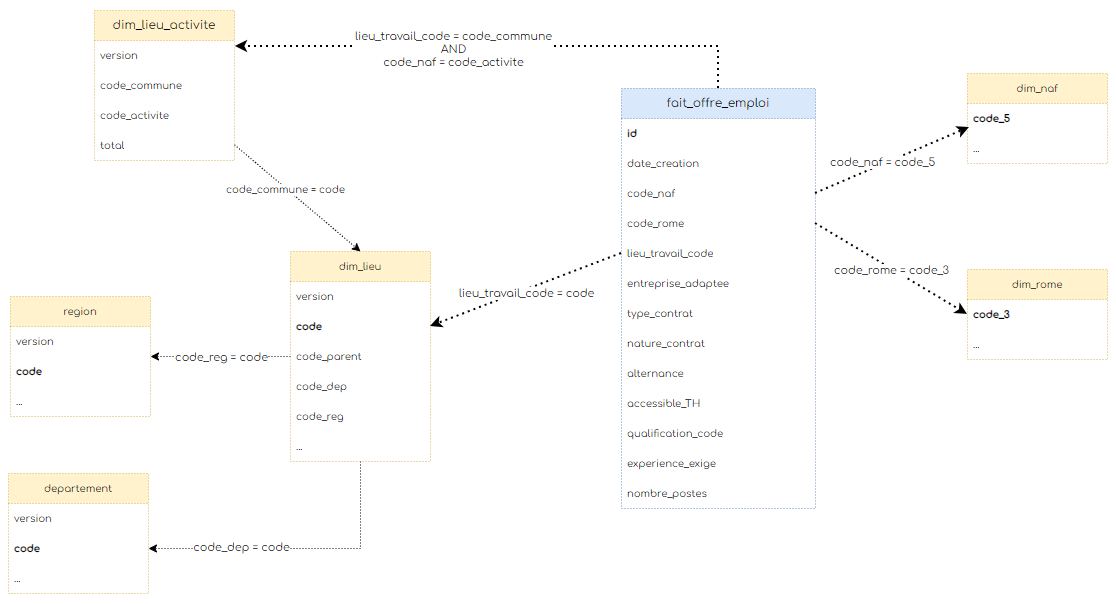 dim_lieu_activite
version
code_commune
code_activite
total
lieu_travail_code = code_commune
AND
code_naf = code_activite
fait_offre_emploi
id
date_creation
code_naf
code_rome
lieu_travail_code
entreprise_adaptee
type_contrat
nature_contrat
alternance
accessible_TH
qualification_code
experience_exige
nombre_postes
dim_naf
code_5
...
code_naf = code_5
code_rome = code_3
dim_rome
code_3
...
code_commune = code
dim_lieu
version
code
code_parent
code_dep
code_reg
...
lieu_travail_code = code
region
version
code
...
code_reg = code
departement
version
code
...
code_dep = code